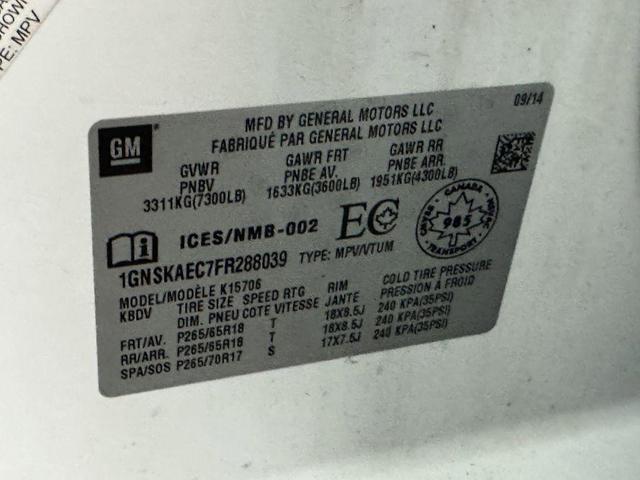 SHOWN
PE: MPV
GM
MFD BY GENERAL MOTORS LLC
09/14
FABRIQUÉ PAR GENERAL MOTORS LLC
GVWR GAWR FRT GAWR RR
PNBV PNBE AV. PNBE ARR.
3311KG(7300LB) 1633KG(3600LB) 1951KG(4300LB)
ICES/NMB-002 EC CANADA 985 TRANSPORT
1GNSKAEC7FR288039 TYPE: MPV/VTUM
MODEL/MODÈLE K15706
KBDV TIRE SIZE SPEED RTG RIM COLD TIRE PRESSURE
DIM. PNEU COTE VITESSE JANTE PRESSION À FROID
FRT/AV. P265/65R18 T 18X8.5J 240 KPA(35PSI)
RR/ARR. P265/65R18 T 18X8.5J 240 KPA(35PSI)
SPA/SOS P265/70R17 S 17X7.5J 240 KPA(35PSI)